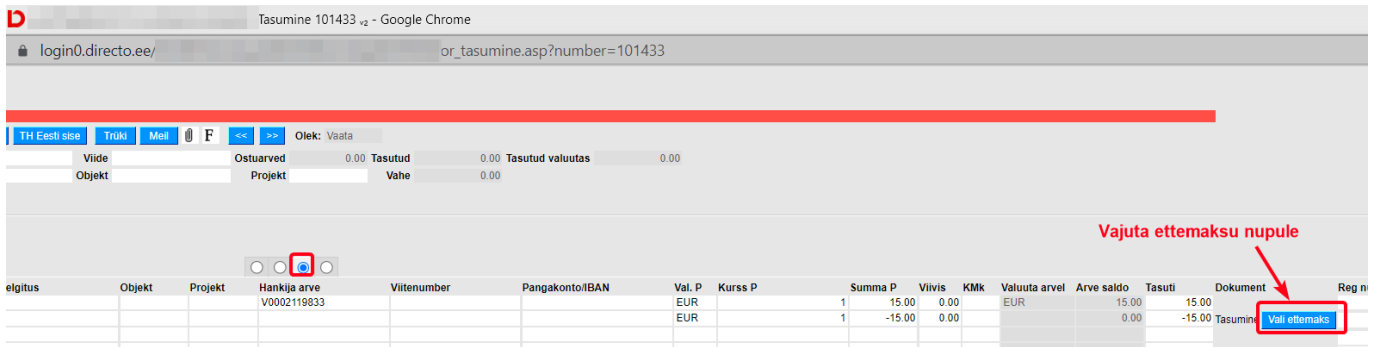 Tasumine 101433 v2 - Google Chrome
login0.directo.ee/ or_tasumine.asp?number=101433
TH Eesti sise Trüki Meil F << >> Olek: Vaata
Viide Ostuarved 0.00 Tasutud 0.00 Tasutud valuutas 0.00
Objekt Projekt Vahe 0.00
Vajuta ettemaksu nupule
elgitus Objekt Projekt Hankija arve Viitenumber Pangakonto/IBAN Val. P Kurss P Summa P Viivis KMk Valuuta arvel Arve saldo Tasuti Dokument Reg nu
V0002119833 EUR 1 15.00 0.00 EUR 15.00 15.00
EUR 1 -15.00 0.00 0.00 -15.00 Tasumine Vali ettemaks